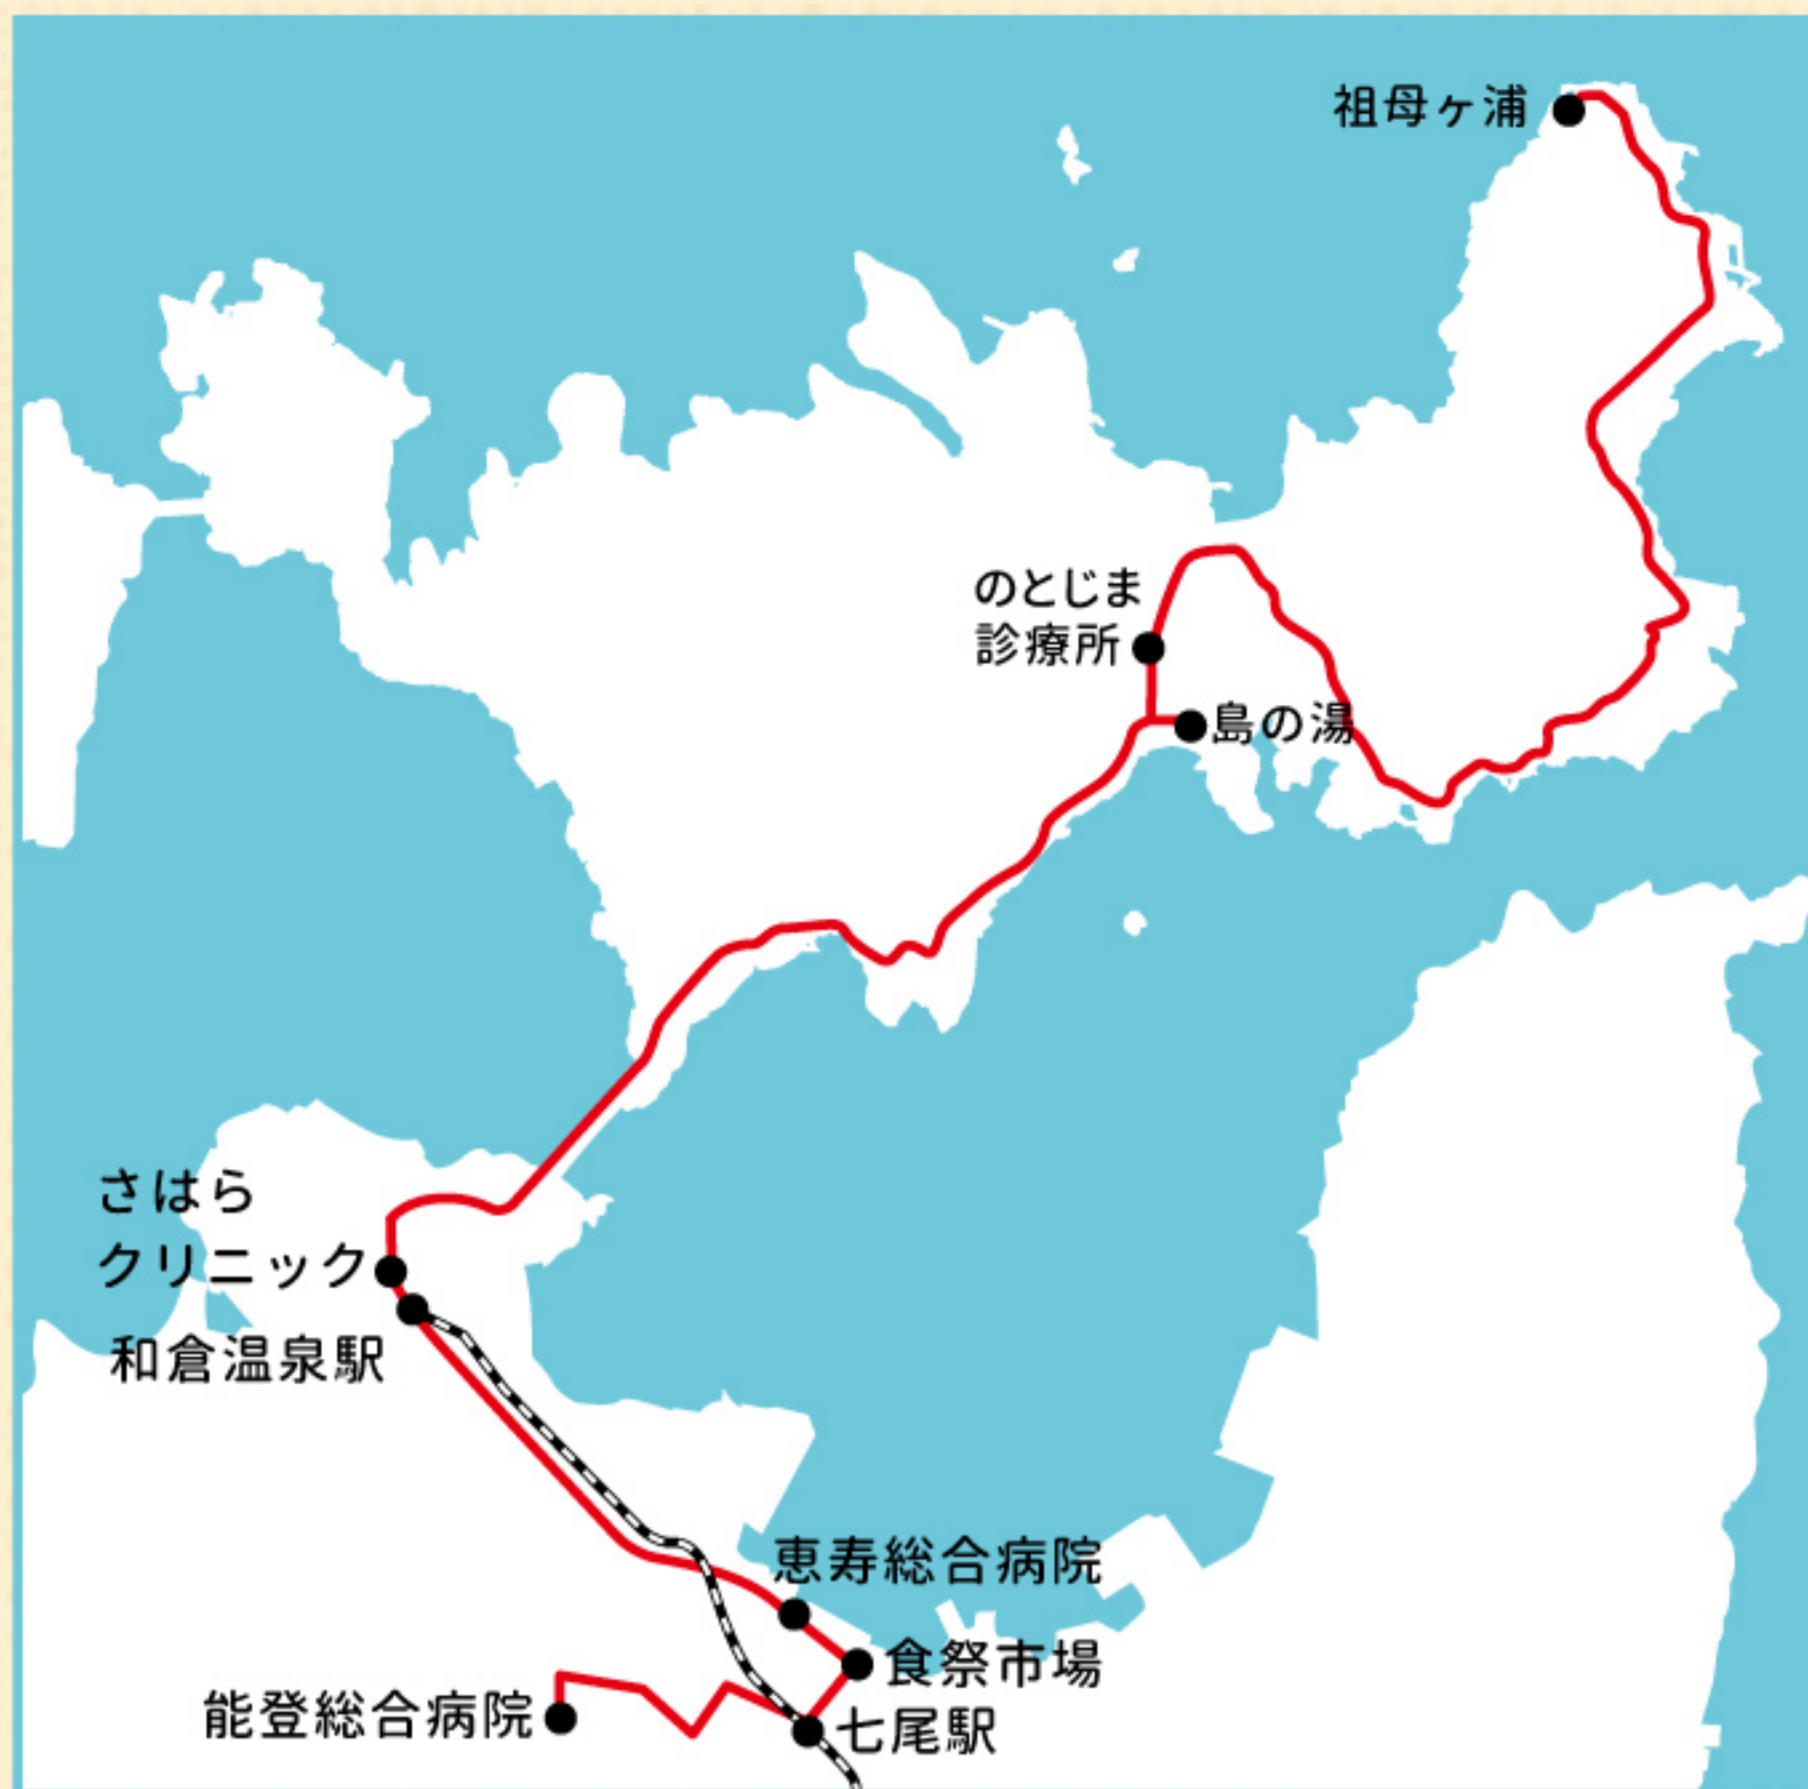 祖母ヶ浦
のとじま
診療所
島の湯
さはら
クリニック
和倉温泉駅
恵寿総合病院
食祭市場
能登総合病院
七尾駅